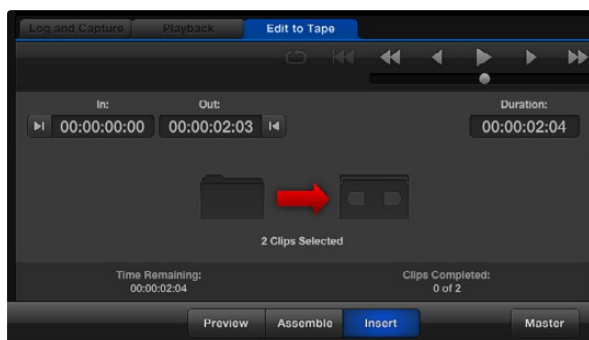 Log and Capture Playback Edit to Tape
In: Out: Duration:
00:00:00:00 00:00:02:03 00:00:02:04
2 Clips Selected
Time Remaining: Clips Completed:
00:00:02:04 0 of 2
Preview Assemble Insert Master